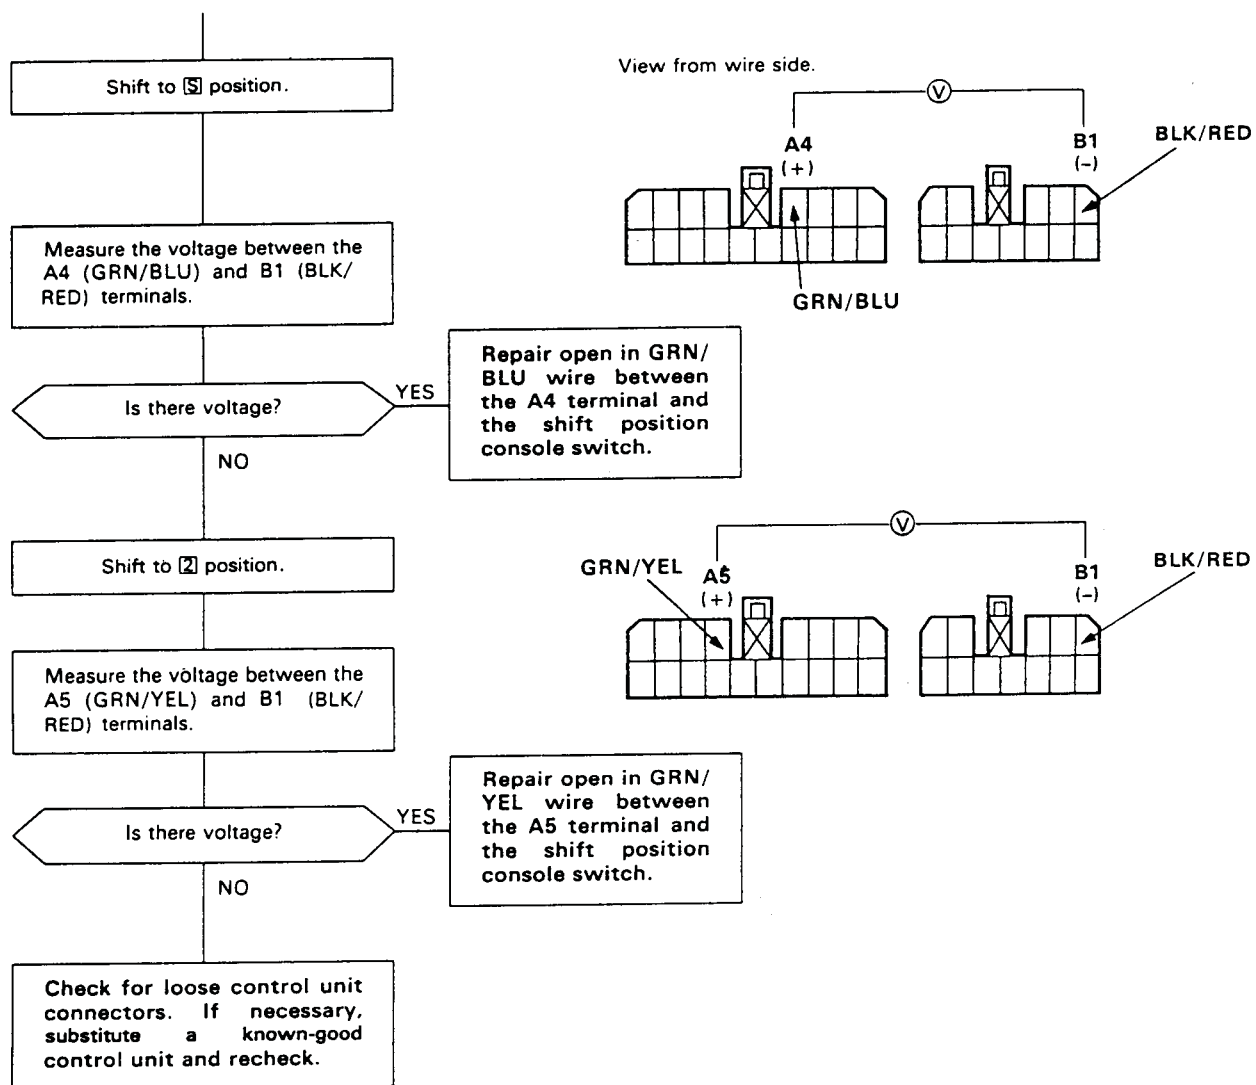 Shift to S position.
View from wire side.
V
A4
(+)
B1
(−)
BLK/RED
GRN/BLU
Measure the voltage between the
A4 (GRN/BLU) and B1 (BLK/
RED) terminals.
Is there voltage?
YES
Repair open in GRN/
BLU wire between
the A4 terminal and
the shift position
console switch.
NO
Shift to 2 position.
V
GRN/YEL
A5
(+)
B1
(−)
BLK/RED
Measure the voltage between the
A5 (GRN/YEL) and B1 (BLK/
RED) terminals.
Is there voltage?
YES
Repair open in GRN/
YEL wire between
the A5 terminal and
the shift position
console switch.
NO
Check for loose control unit
connectors. If necessary,
substitute a known-good
control unit and recheck.